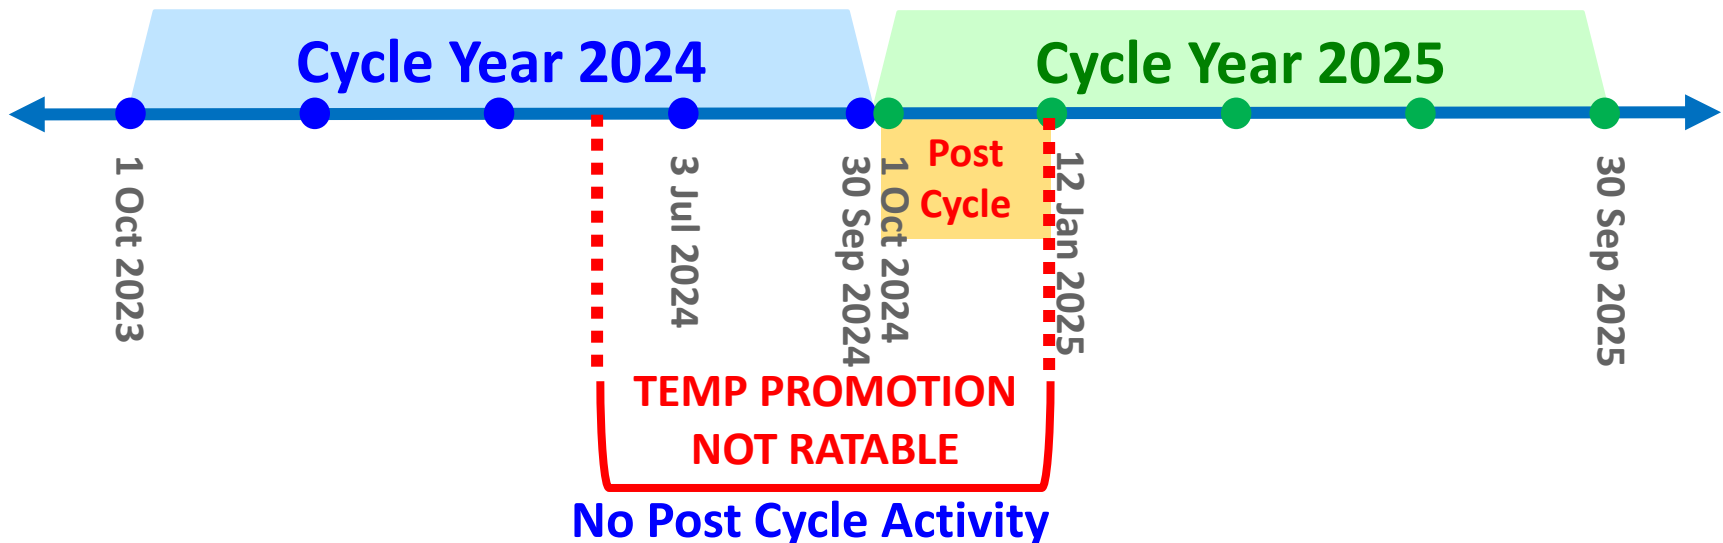 Cycle Year 2024
Cycle Year 2025
Post
Cycle
1 Oct 2023
3 Jul 2024
30 Sep 2024
1 Oct 2024
12 Jan 2025
30 Sep 2025
TEMP PROMOTION
NOT RATABLE
No Post Cycle Activity